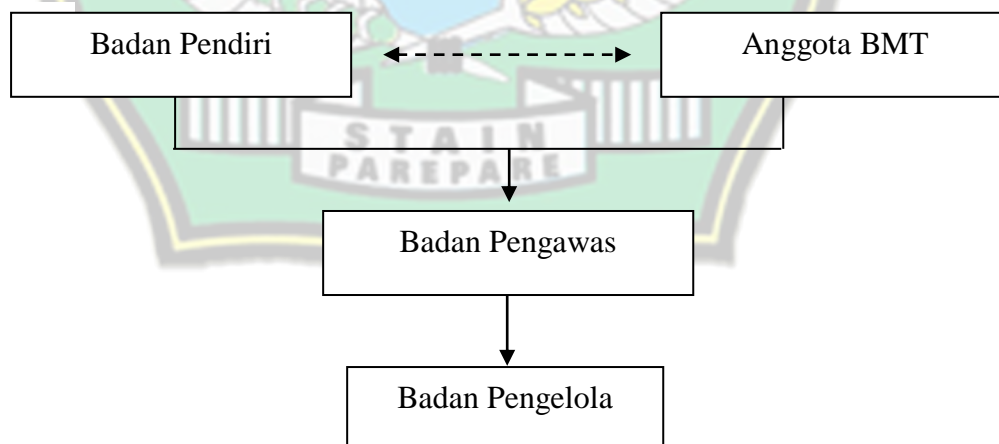 Badan Pendiri
Anggota BMT
STAIN
PAREPARE
Badan Pengawas
Badan Pengelola